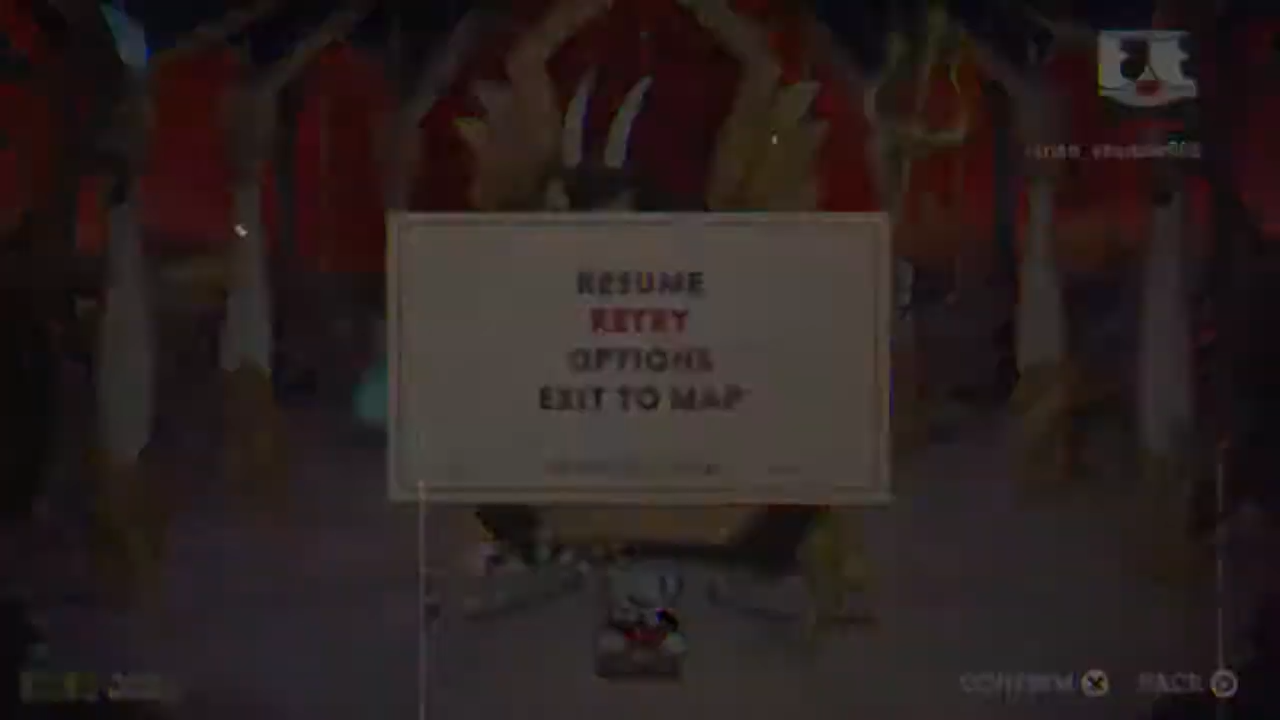 RESUME
RETRY
OPTIONS
EXIT TO MAP
CONFIRM
BACK